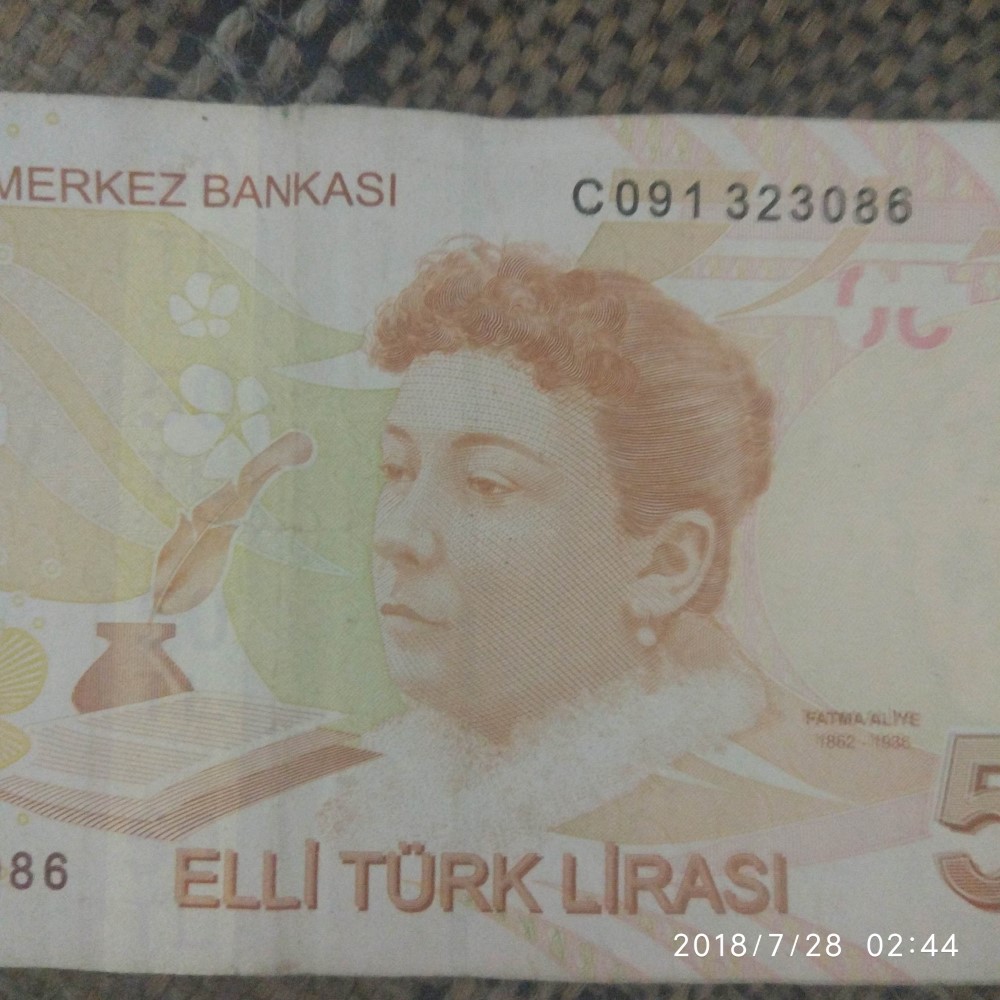 MERKEZ BANKASI
C091 323086
FATMA ALİYE
1862 - 1936
5
86
ELLİ TÜRK LİRASI
2018/7/28 02:44